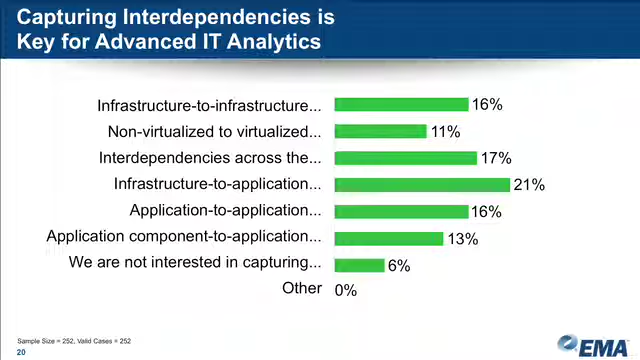 Capturing Interdependencies is
Key for Advanced IT Analytics
Infrastructure-to-infrastructure... 16%
Non-virtualized to virtualized... 11%
Interdependencies across the... 17%
Infrastructure-to-application... 21%
Application-to-application... 16%
Application component-to-application... 13%
We are not interested in capturing... 6%
Other 0%
Sample Size = 252, Valid Cases = 252
20
EMA